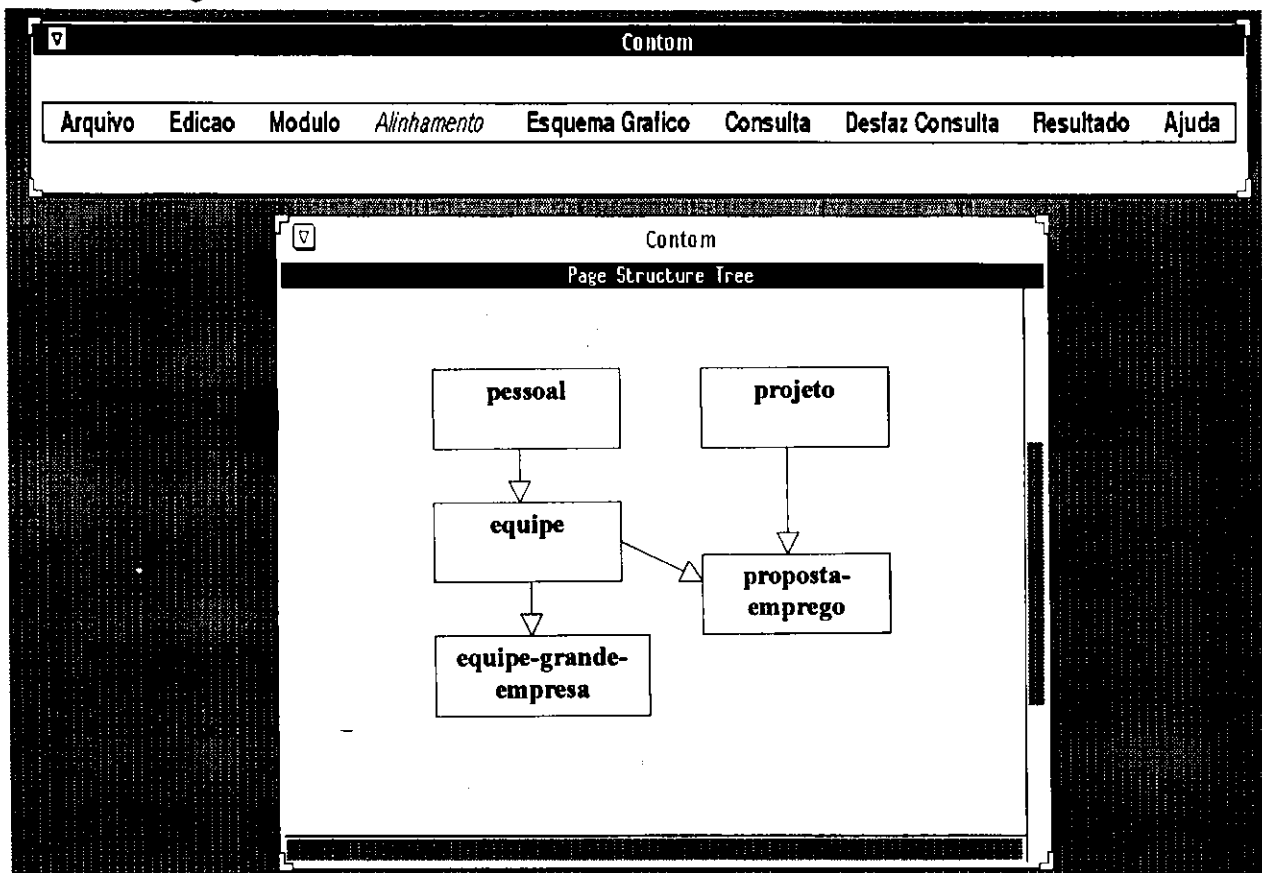 Contom
Arquivo Edicao Modulo Alinhamento Esquema Grafico Consulta Desfaz Consulta Resultado Ajuda
Contom
Page Structure Tree
pessoal projeto
equipe
proposta-
emprego
equipe-grande-
empresa